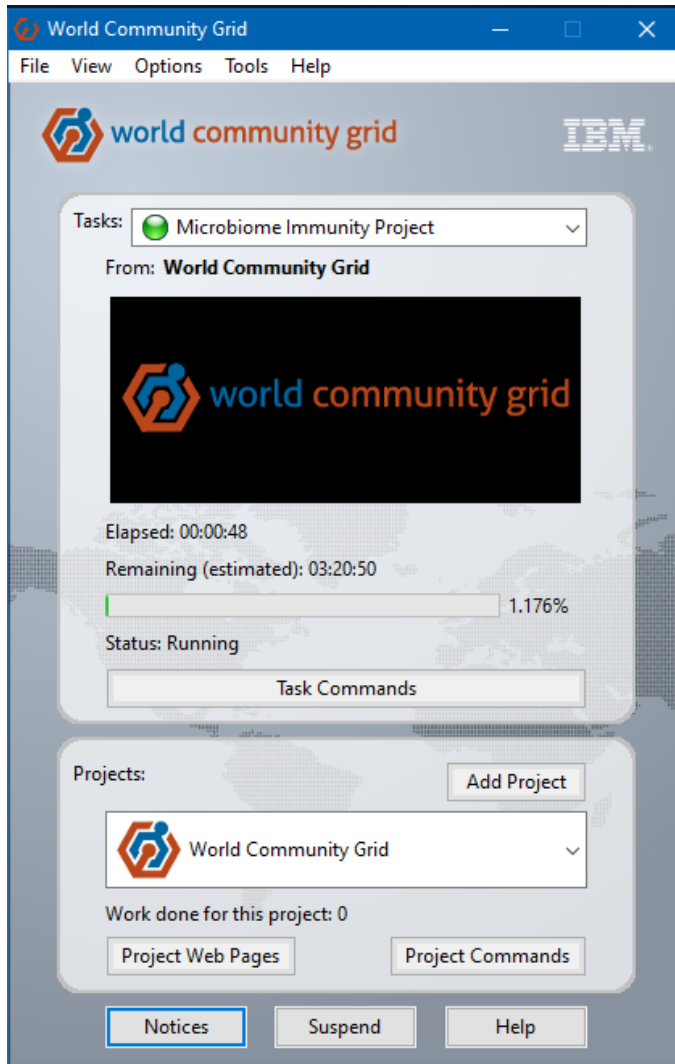 World Community Grid
File View Options Tools Help
world community grid IBM.
Tasks: Microbiome Immunity Project
From: World Community Grid
world community grid
Elapsed: 00:00:48
Remaining (estimated): 03:20:50
1.176%
Status: Running
Task Commands
Projects: Add Project
World Community Grid
Work done for this project: 0
Project Web Pages Project Commands
Notices Suspend Help